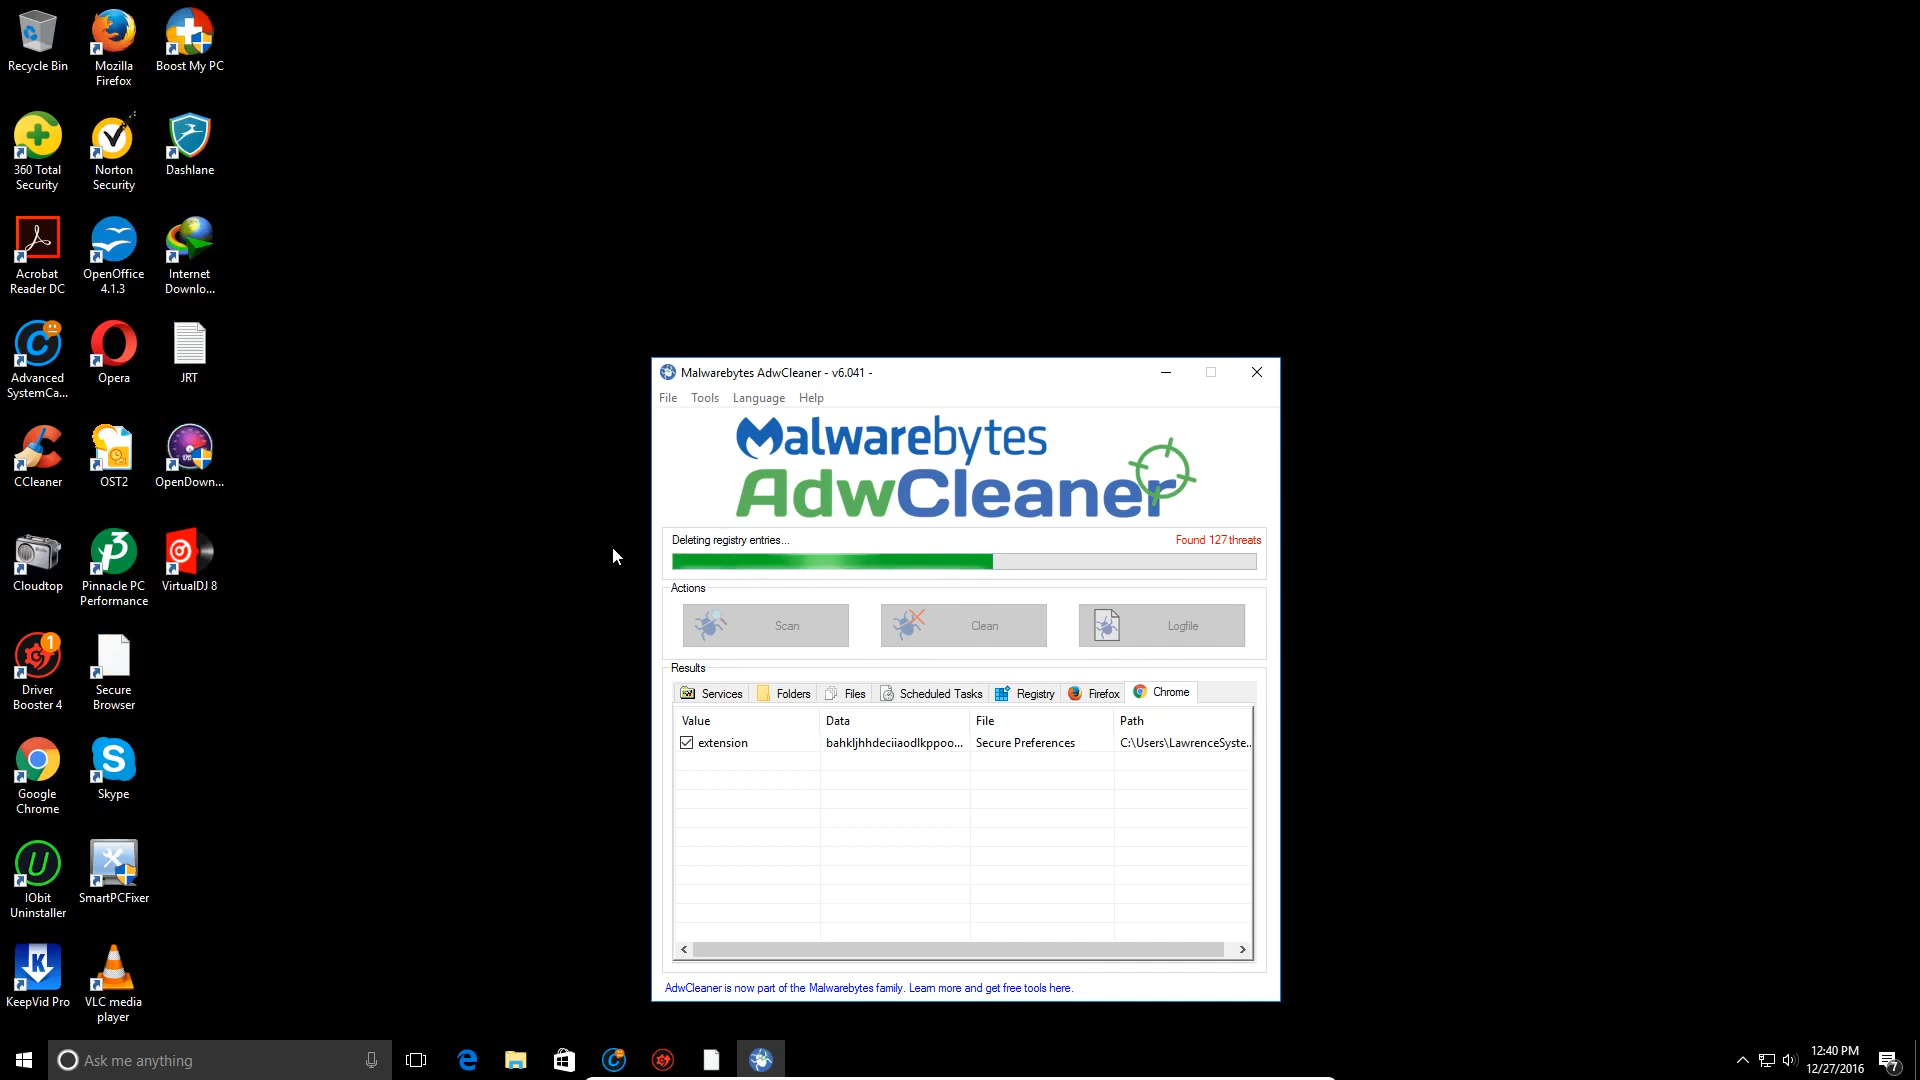 Recycle Bin
Mozilla
Firefox
Boost My PC
360 Total
Security
Norton
Security
Dashlane
Acrobat
Reader DC
OpenOffice
4.1.3
Internet
Downlo...
Advanced
SystemCa...
Opera
JRT
CCleaner
OST2
OpenDown...
Cloudtop
Pinnacle PC
Performance
VirtualDJ 8
1
Driver
Booster 4
Secure
Browser
Google
Chrome
Skype
IObit
Uninstaller
SmartPCFixer
KeepVid Pro
VLC media
player
Malwarebytes AdwCleaner - v6.041 -
File Tools Language Help
Malwarebytes
AdwCleaner
Deleting registry entries... Found 127 threats
Actions
Scan Clean Logfile
Results
Services Folders Files Scheduled Tasks Registry Firefox Chrome
Value Data File Path
extension bahkljhhdeciiaodlkppoo... Secure Preferences C:\Users\LawrenceSyste..
AdwCleaner is now part of the Malwarebytes family. Learn more and get free tools here.
Ask me anything
12:40 PM
12/27/2016
7